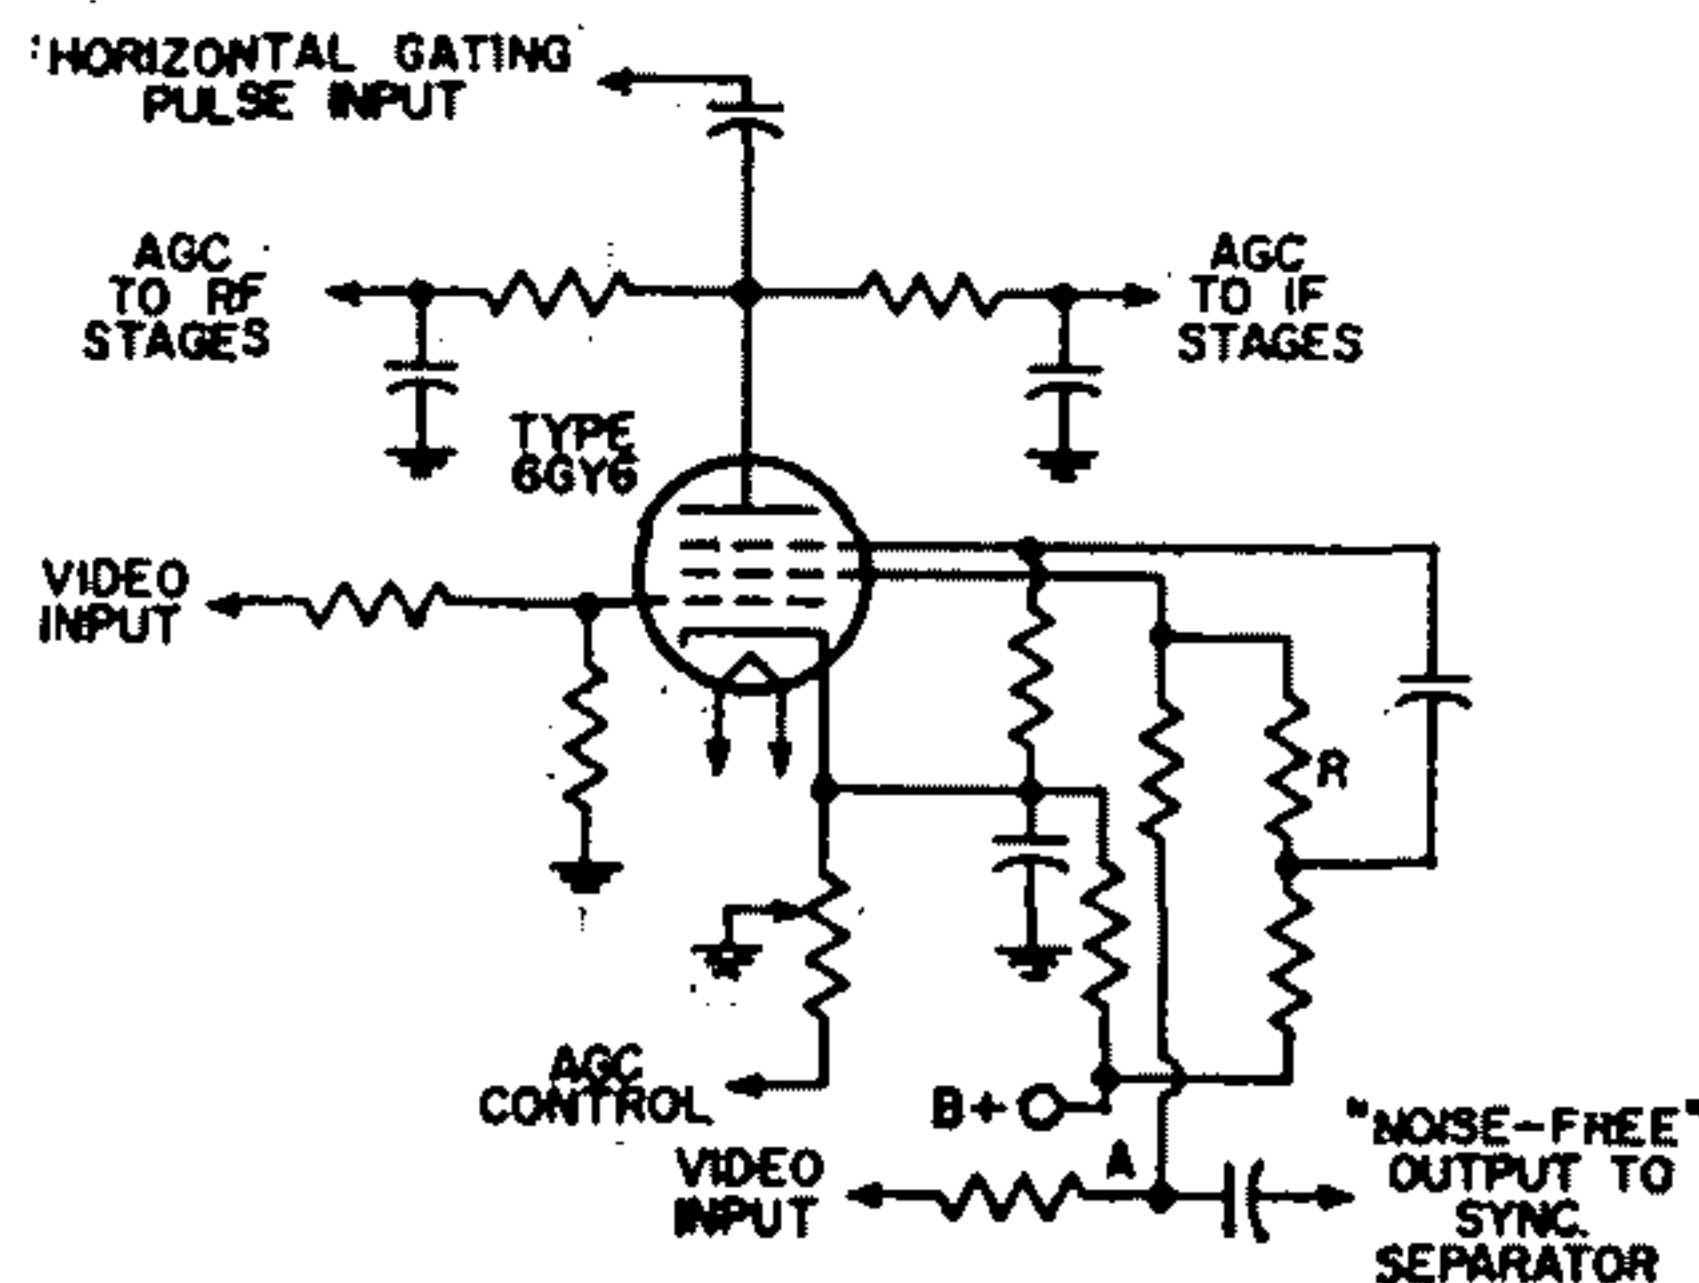 HORIZONTAL GATING
PULSE INPUT
AGC
TO RF
STAGES
AGC
TO IF
STAGES
TYPE
6GY6
VIDEO
INPUT
R
AGC
CONTROL
B+
A
VIDEO
INPUT
"NOISE-FREE"
OUTPUT TO
SYNC.
SEPARATOR